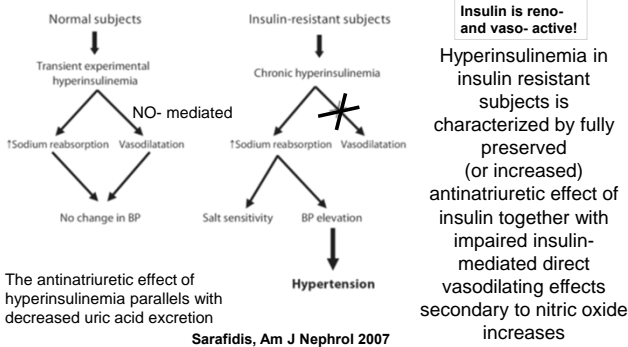 Normal subjects
Transient experimental
hyperinsulinemia
NO- mediated
↑Sodium reabsorption Vasodilatation
No change in BP
Insulin-resistant subjects
Chronic hyperinsulinemia
↑Sodium reabsorption Vasodilatation
Salt sensitivity BP elevation
Hypertension
The antinatriuretic effect of
hyperinsulinemia parallels with
decreased uric acid excretion
Sarafidis, Am J Nephrol 2007
Insulin is reno-
and vaso- active!
Hyperinsulinemia in
insulin resistant
subjects is
characterized by fully
preserved
(or increased)
antinatriuretic effect of
insulin together with
impaired insulin-
mediated direct
vasodilating effects
secondary to nitric oxide
increases